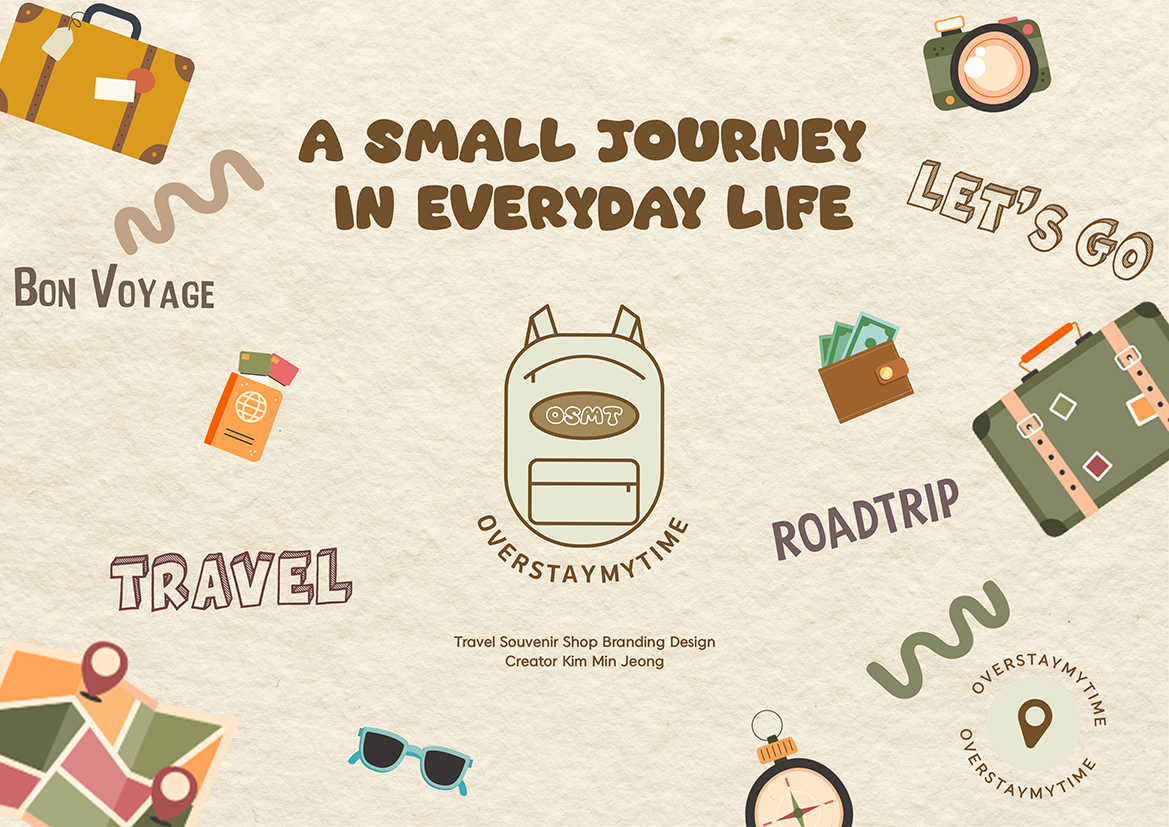 A SMALL JOURNEY
IN EVERYDAY LIFE
LET'S GO
BON VOYAGE
OSMT
ROADTRIP
OVERSTAYMYTIME
TRAVEL
Travel Souvenir Shop Branding Design
Creator Kim Min Jeong
OVERSTAYMYTIME
OVERSTAYMYTIME